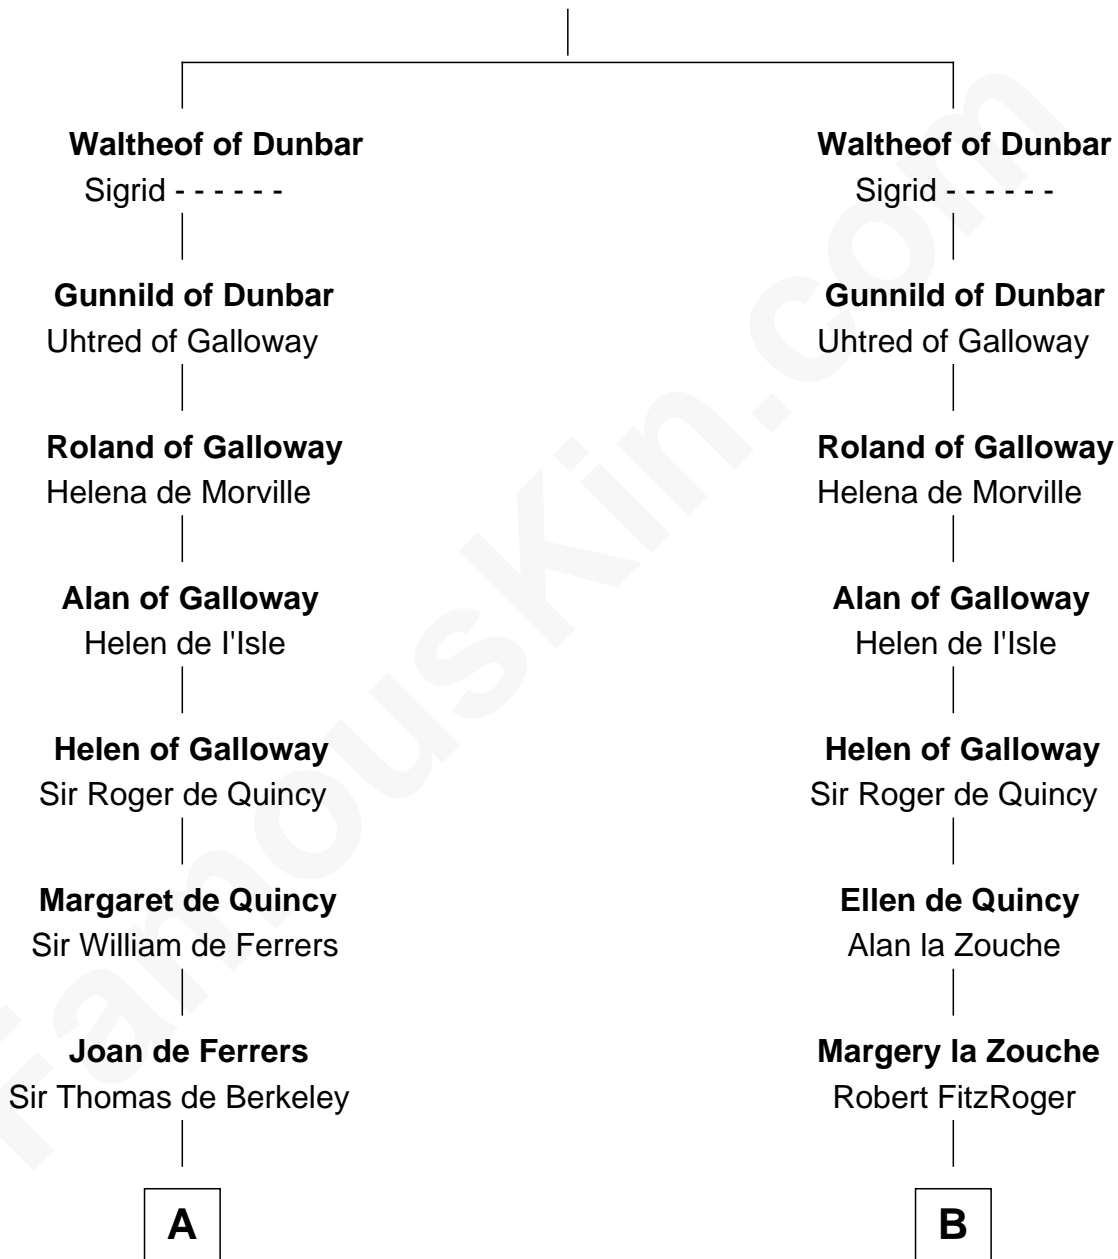 Waltheof of Dunbar
Sigrid - - - - - -
Gunnild of Dunbar
Uhtred of Galloway
Roland of Galloway
Helena de Morville
Alan of Galloway
Helen de I'Isle
Helen of Galloway
Sir Roger de Quincy
Margaret de Quincy
Sir William de Ferrers
Joan de Ferrers
Sir Thomas de Berkeley
A
Waltheof of Dunbar
Sigrid - - - - - -
Gunnild of Dunbar
Uhtred of Galloway
Roland of Galloway
Helena de Morville
Alan of Galloway
Helen de I'Isle
Helen of Galloway
Sir Roger de Quincy
Ellen de Quincy
Alan la Zouche
Margery la Zouche
Robert FitzRoger
B
FamousKin.com